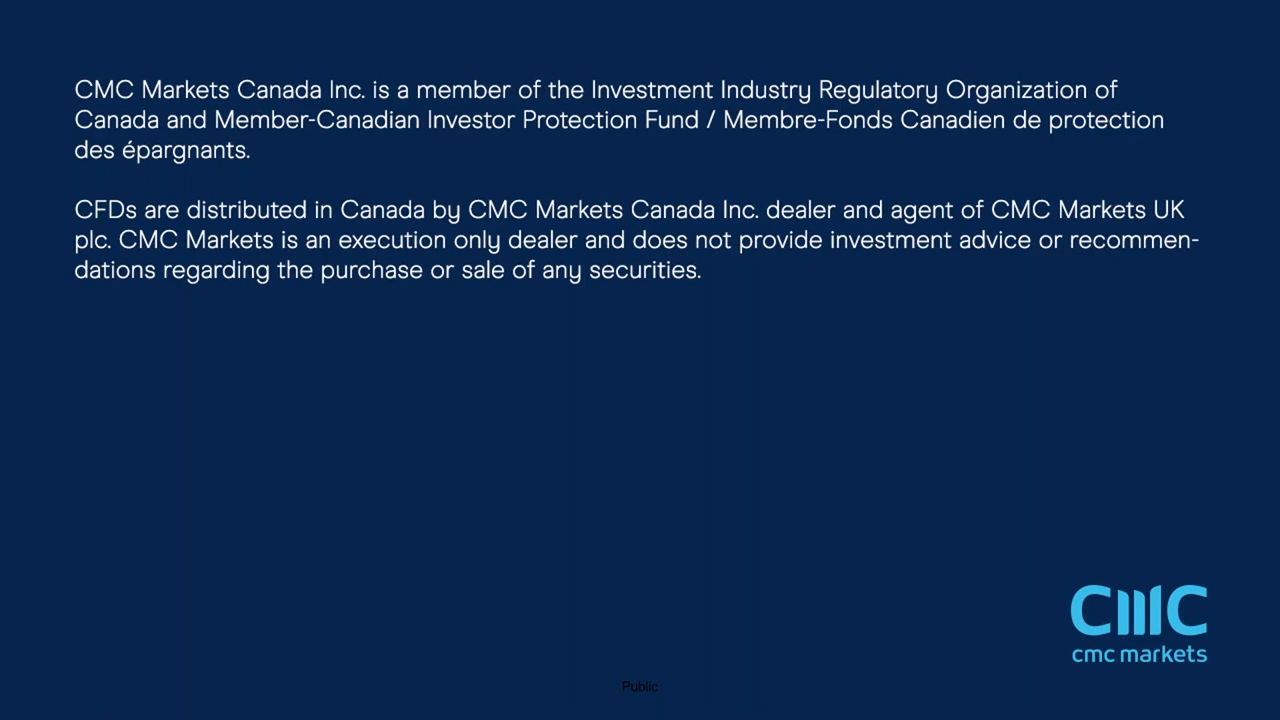 CMC Markets Canada Inc. is a member of the Investment Industry Regulatory Organization of
Canada and Member-Canadian Investor Protection Fund / Membre-Fonds Canadien de protection
des épargnants.
CFDs are distributed in Canada by CMC Markets Canada Inc. dealer and agent of CMC Markets UK
plc. CMC Markets is an execution only dealer and does not provide investment advice or recommen-
dations regarding the purchase or sale of any securities.
CMC
cmc markets
Public